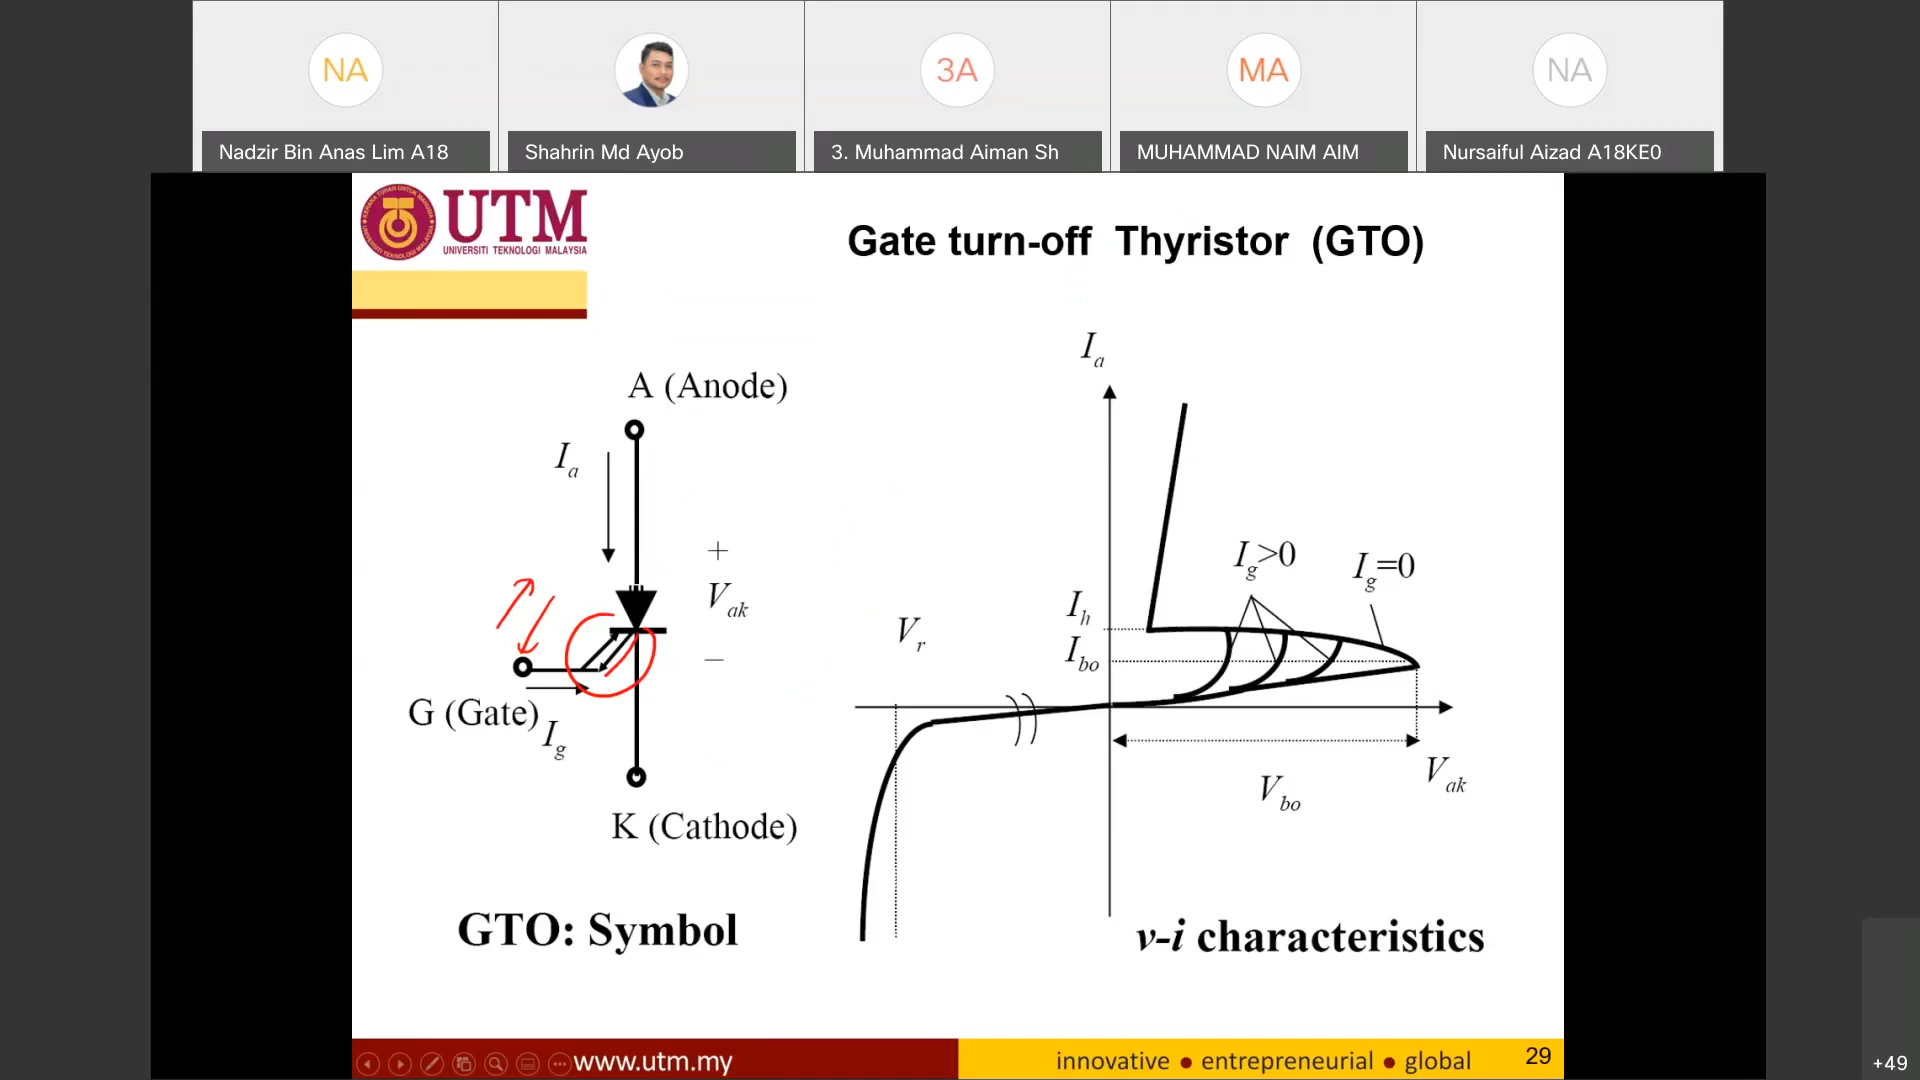 NA
3A
MA
NA
Nadzir Bin Anas Lim A18
Shahrin Md Ayob
3. Muhammad Aiman Sh
MUHAMMAD NAIM AIM
Nursaiful Aizad A18KE0
UTM
UNIVERSITI TEKNOLOGI MALAYSIA
Gate turn-off Thyristor (GTO)
A (Anode)
Ia
+
Vak
–
G (Gate)
Ig
K (Cathode)
GTO: Symbol
Ia
Ig>0
Ig=0
Ih
Ibo
Vr
Vak
Vbo
v-i characteristics
www.utm.my
innovative ● entrepreneurial ● global
29
+49